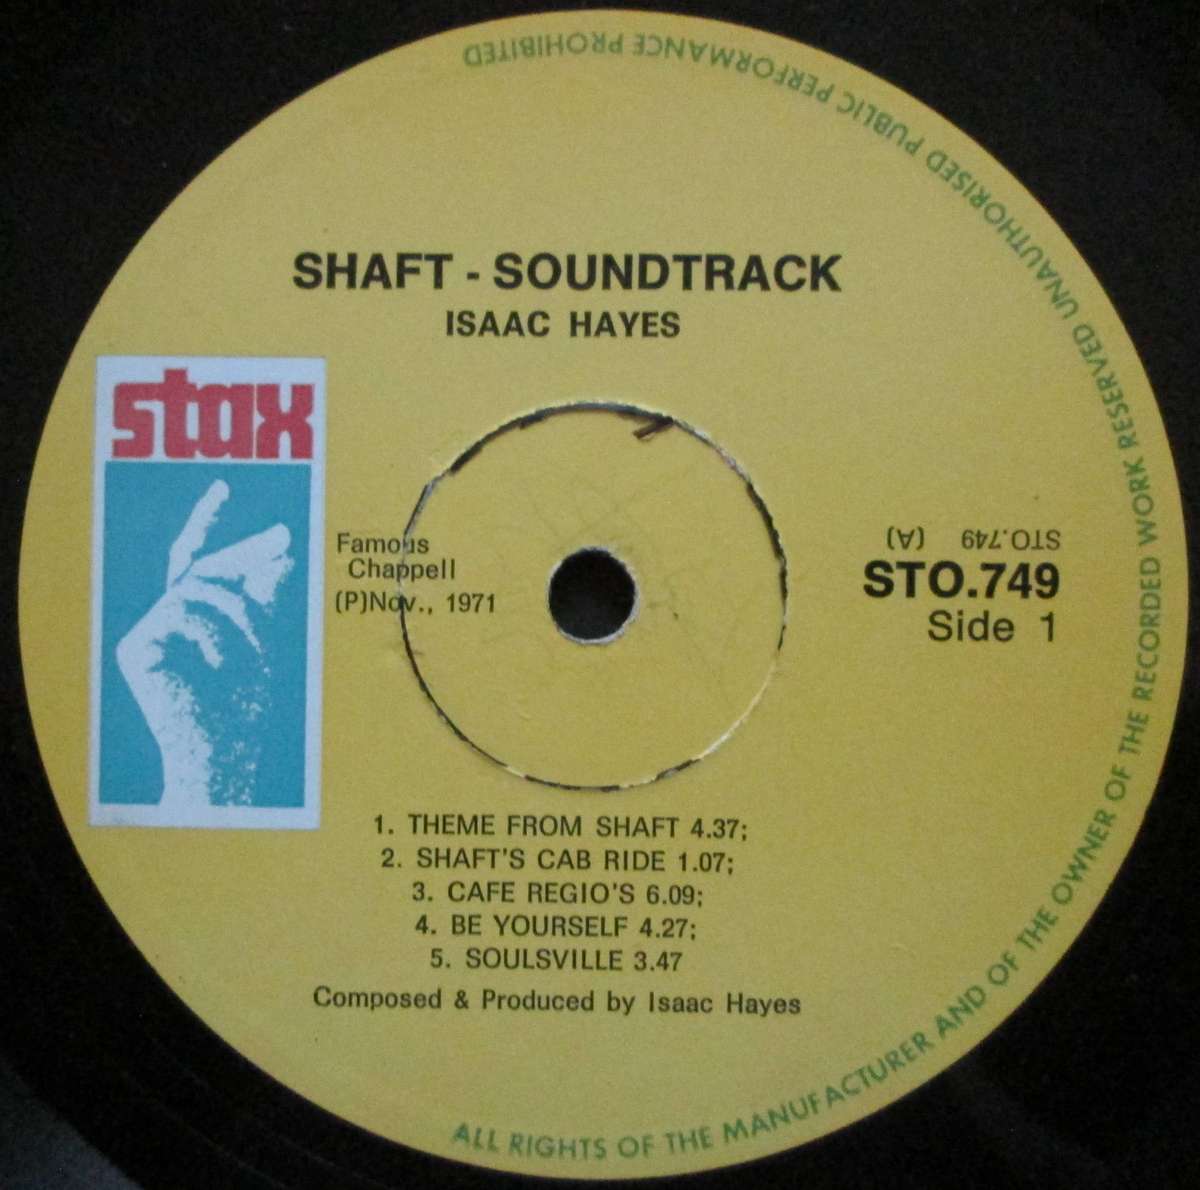 SHAFT - SOUNDTRACK
ISAAC HAYES
stax
Famous
Chappell
(P)Nov., 1971
STO.749 (A)
STO.749
Side 1
1. THEME FROM SHAFT 4.37;
2. SHAFT'S CAB RIDE 1.07;
3. CAFE REGIO'S 6.09;
4. BE YOURSELF 4.27;
5. SOULSVILLE 3.47
Composed & Produced by Isaac Hayes
ALL RIGHTS OF THE MANUFACTURER AND OF THE OWNER OF THE RECORDED WORK RESERVED UNAUTHORISED PUBLIC PERFORMANCE PROHIBITED